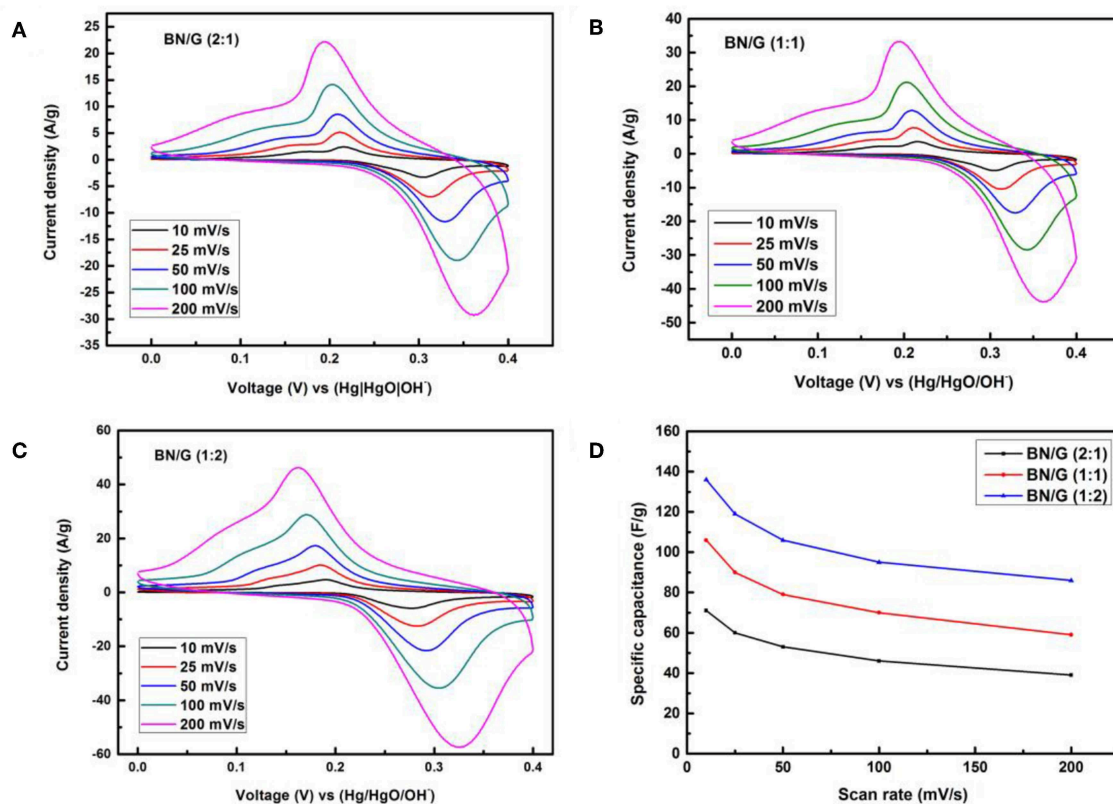 A
BN/G (2:1)
Current density (A/g)
25
20
15
10
5
0
-5
-10
-15
-20
-25
-30
-35
10 mV/s
25 mV/s
50 mV/s
100 mV/s
200 mV/s
0.0 0.1 0.2 0.3 0.4
Voltage (V) vs (Hg|HgO|OH⁻)
B
BN/G (1:1)
Current density (A/g)
40
30
20
10
0
-10
-20
-30
-40
-50
10 mV/s
25 mV/s
50 mV/s
100 mV/s
200 mV/s
0.0 0.1 0.2 0.3 0.4
Voltage (V) vs (Hg/HgO/OH⁻)
C
BN/G (1:2)
Current density (A/g)
60
40
20
0
-20
-40
-60
10 mV/s
25 mV/s
50 mV/s
100 mV/s
200 mV/s
0.0 0.1 0.2 0.3 0.4
Voltage (V) vs (Hg/HgO/OH⁻)
D
Specific capacitance (F/g)
160
140
120
100
80
60
40
20
0
BN/G (2:1)
BN/G (1:1)
BN/G (1:2)
0 50 100 150 200
Scan rate (mV/s)